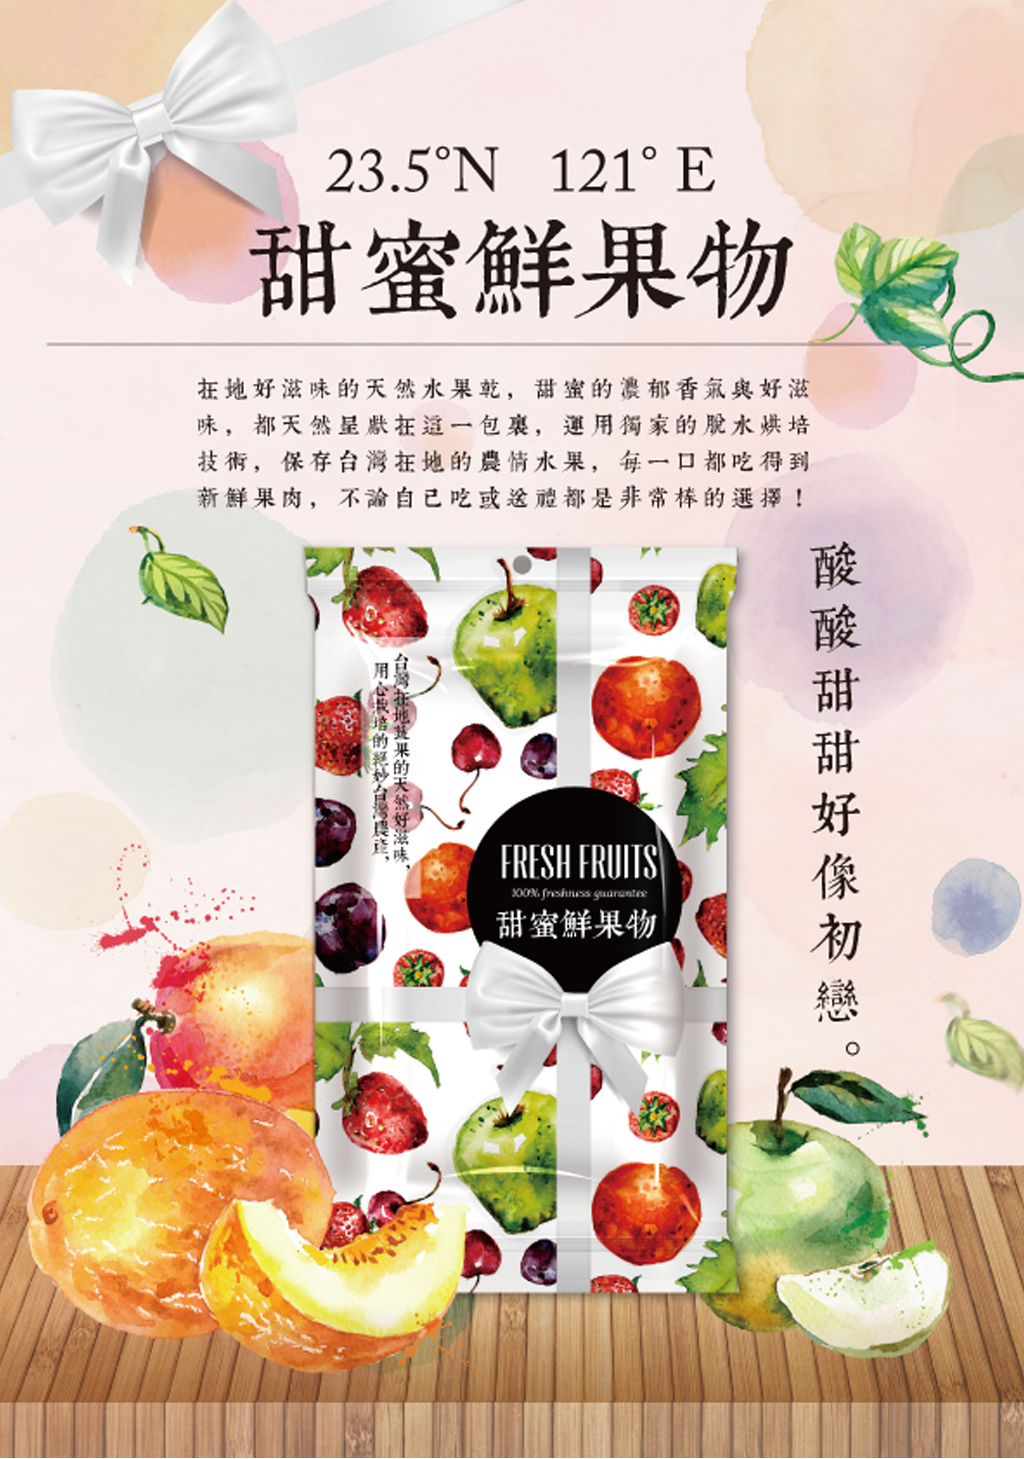 23.5°N 121° E
甜蜜鮮果物
在地好滋味的天然水果乾，甜蜜的濃郁香氣與好滋
味，都天然呈獻在這一包裹，運用獨家的脫水烘培
技術，保存台灣在地的農情水果，每一口都吃得到
新鮮果肉，不論自己吃或送禮都是非常棒的選擇！
酸酸甜甜好像初戀。
台灣在地蔬果的天然好滋味，
用心栽培的絕妙台灣農產，
FRESH FRUITS
100% freshness guarantee
甜蜜鮮果物